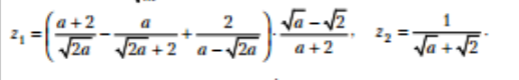 z₁ = ( (a + 2)/√(2a) − a/(√(2a) + 2) + 2/(a − √(2a)) ) · (√a − √2)/(a + 2), z₂ = 1/(√a + √2).